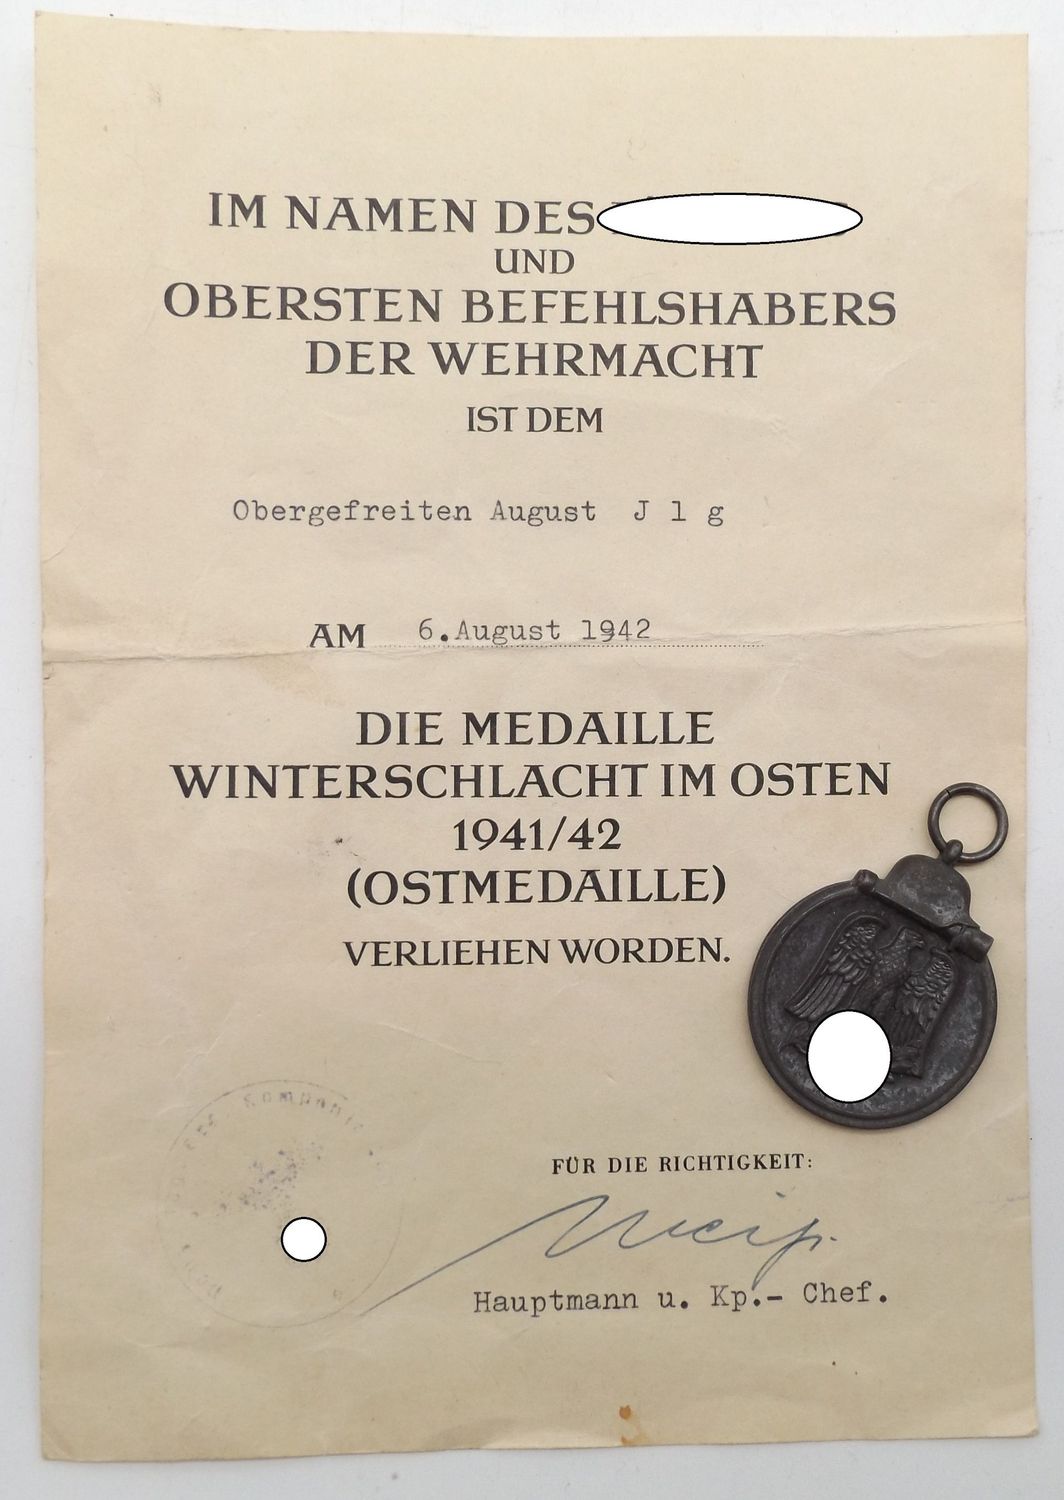 IM NAMEN DES
UND
OBERSTEN BEFEHLSHABERS
DER WEHRMACHT
IST DEM
Obergefreiten August J l g
AM 6.August 1942
DIE MEDAILLE
WINTERSCHLACHT IM OSTEN
1941/42
(OSTMEDAILLE)
VERLIEHEN WORDEN.
FÜR DIE RICHTIGKEIT:
Hauptmann u. Kp.- Chef.